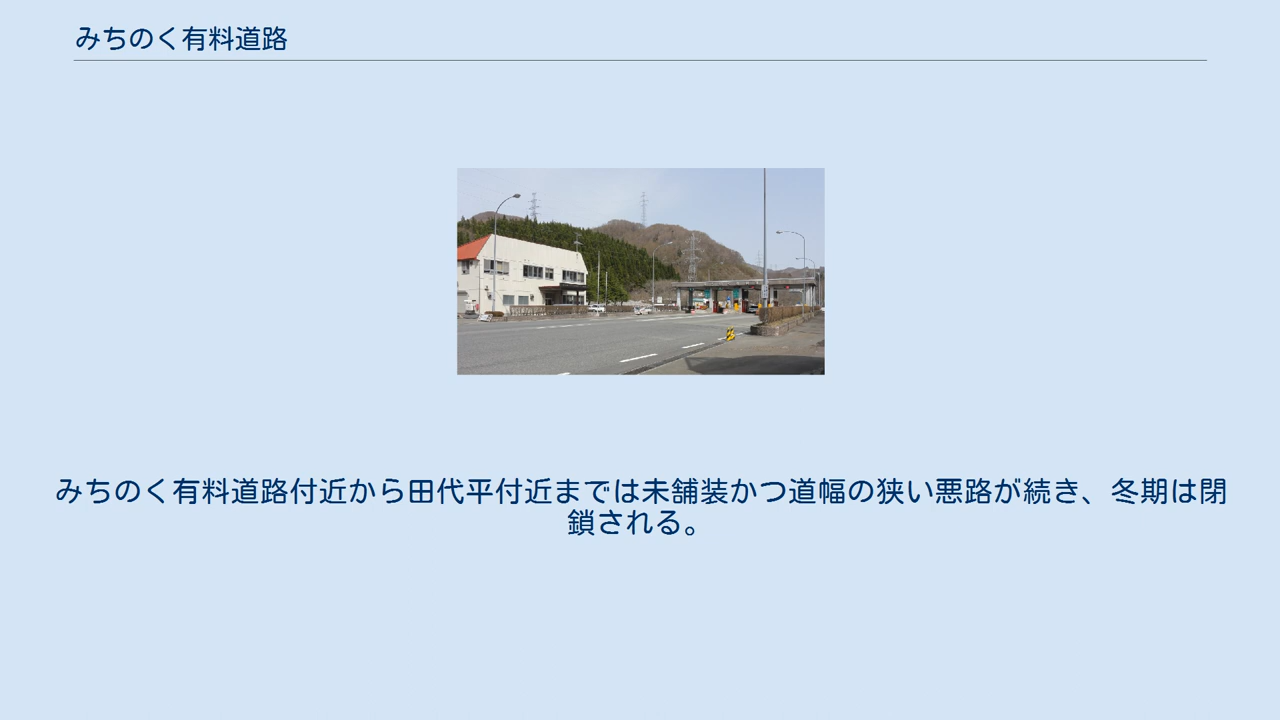 みちのく有料道路
みちのく有料道路付近から田代平付近までは未舗装かつ道幅の狭い悪路が続き、冬期は閉
鎖される。